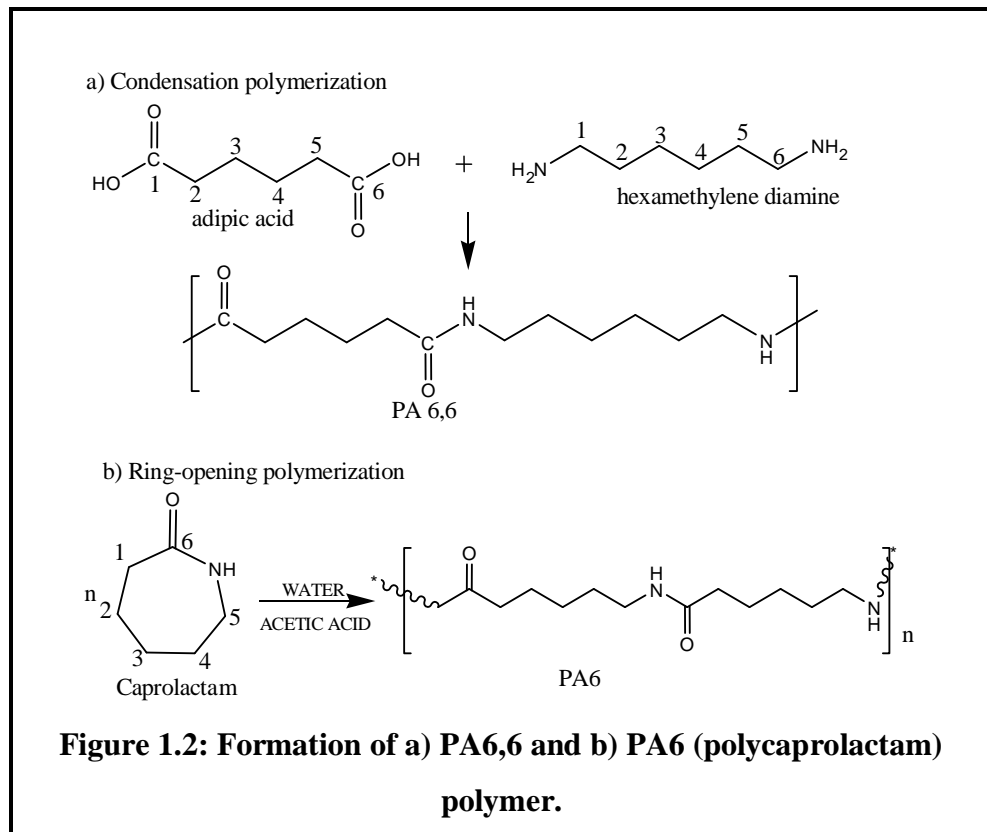 a) Condensation polymerization
O
3
5
OH
C
HO
1
2
4
C
6
O
adipic acid
+
1
3
5
H2N
2
4
6
NH2
hexamethylene diamine
O
C
H
N
C
O
N
H
PA 6,6
b) Ring-opening polymerization
O
6
1
NH
n
2
5
3
4
Caprolactam
WATER
ACETIC ACID
*
O
H
N
O
N
H
*
n
PA6
Figure 1.2: Formation of a) PA6,6 and b) PA6 (polycaprolactam)
polymer.